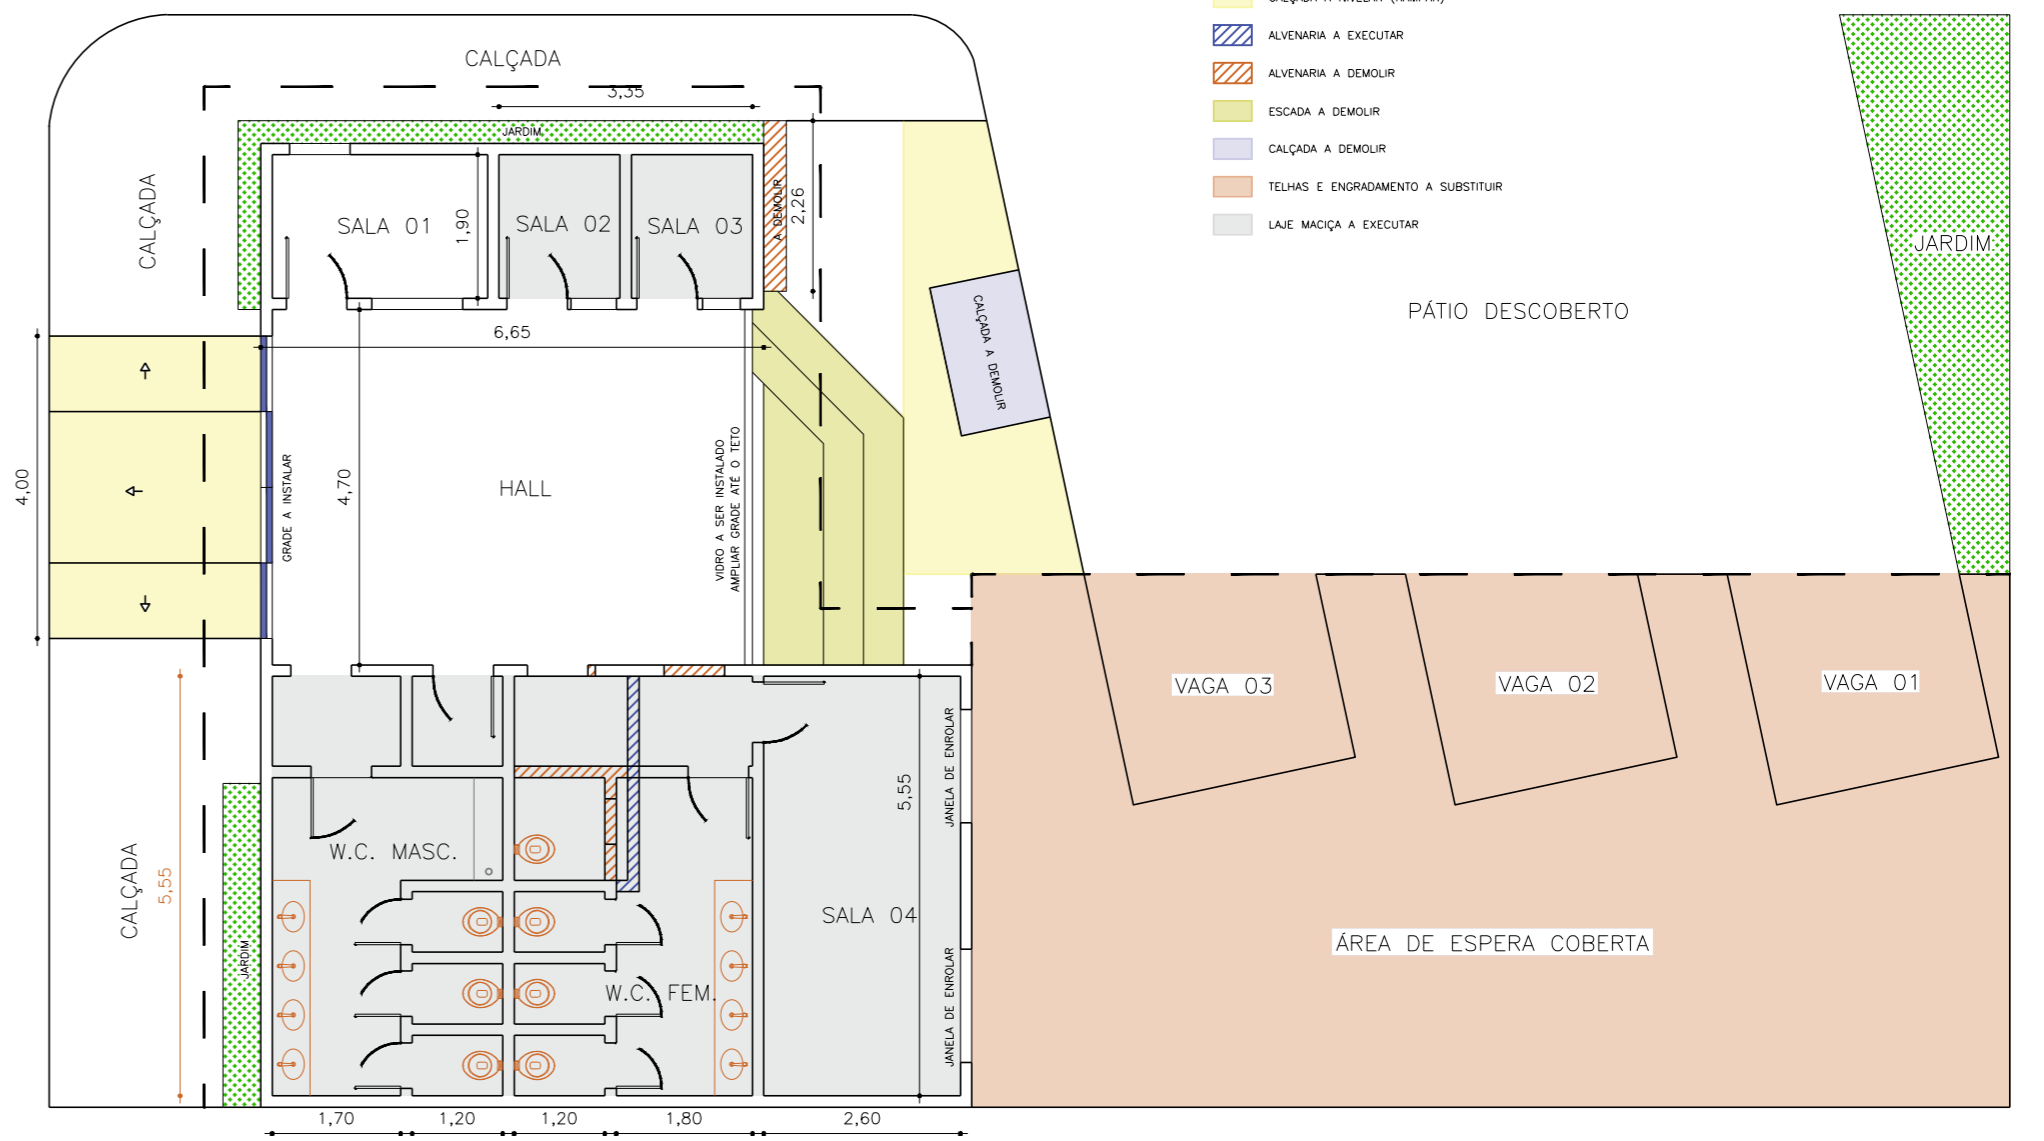 CALÇADA A NIVELAR (RAMPAR)
ALVENARIA A EXECUTAR
ALVENARIA A DEMOLIR
ESCADA A DEMOLIR
CALÇADA A DEMOLIR
TELHAS E ENGRADAMENTO A SUBSTITUIR
LAJE MACIÇA A EXECUTAR
CALÇADA
3,35
JARDIM
CALÇADA
SALA 01
1,90
SALA 02
SALA 03
A DEMOLIR
2,26
JARDIM
PÁTIO DESCOBERTO
CALÇADA A DEMOLIR
6,65
4,00
GRADE A INSTALAR
4,70
HALL
VIDRO A SER INSTALADO
AMPLIAR GRADE ATÉ O TETO
VAGA 03
VAGA 02
VAGA 01
JANELA DE ENROLAR
5,55
W.C. MASC.
CALÇADA
5,55
SALA 04
ÁREA DE ESPERA COBERTA
JARDIM
W.C. FEM.
JANELA DE ENROLAR
1,70
1,20
1,20
1,80
2,60